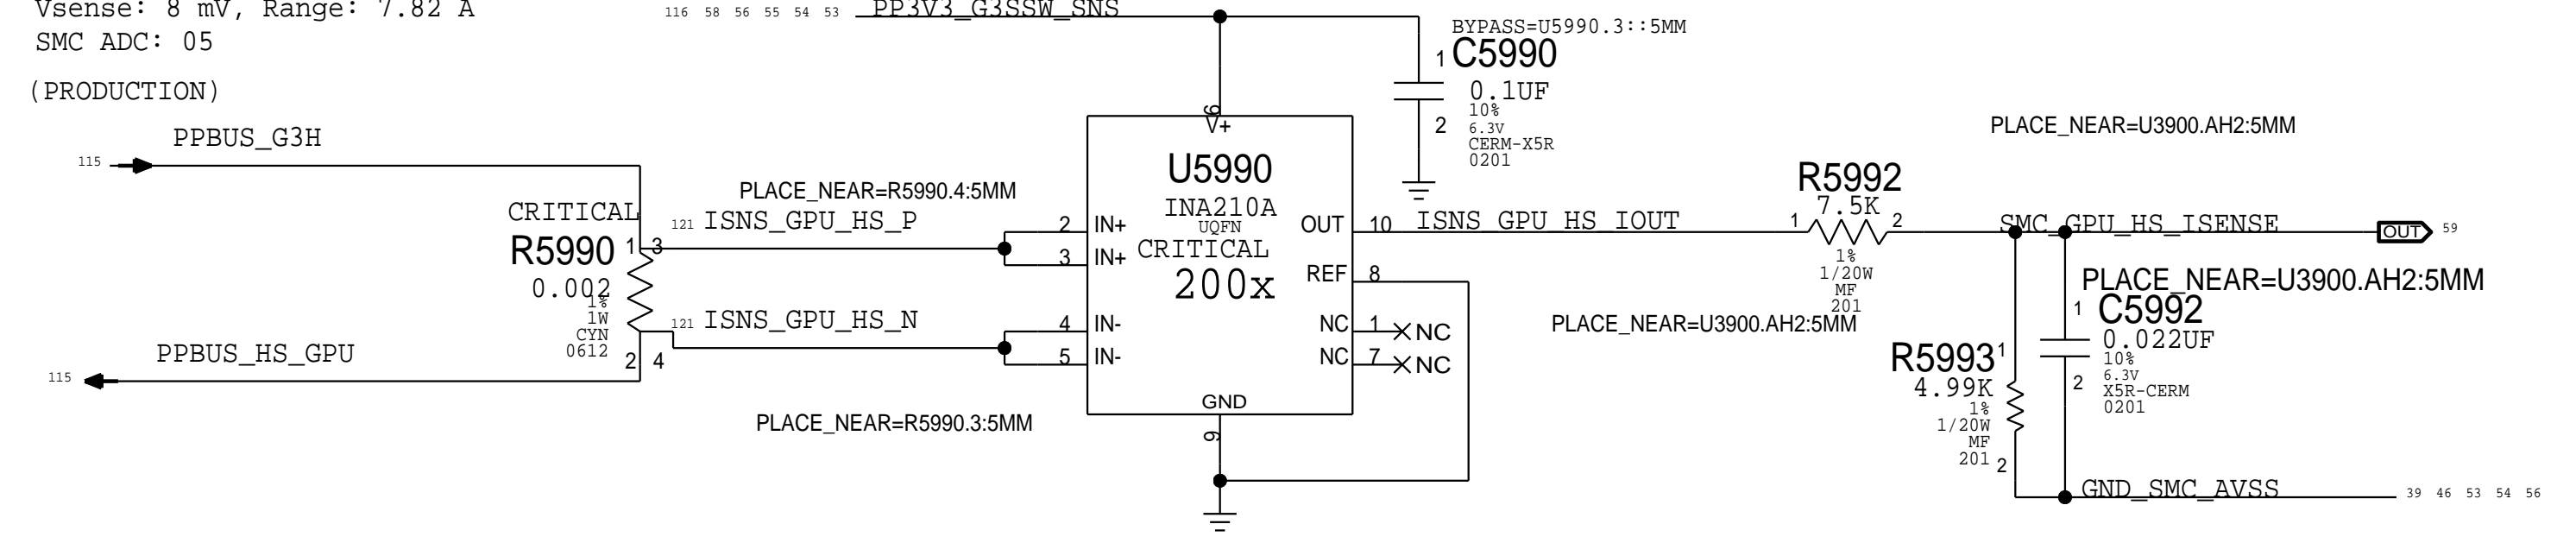 Vsense: 8 mV, Range: 7.82 A
SMC ADC: 05
(PRODUCTION)
116 58 56 55 54 53 PP3V3_G3SSW_SNS
BYPASS=U5990.3::5MM
1 C5990
0.1UF
10%
2 6.3V
CERM-X5R
0201
PPBUS_G3H
115
CRITICAL
R5990 1 3
0.002
1%
1W
CYN
0612
2 4
PPBUS_HS_GPU
115
PLACE_NEAR=R5990.4:5MM
121 ISNS_GPU_HS_P
121 ISNS_GPU_HS_N
PLACE_NEAR=R5990.3:5MM
6
V+
U5990
INA210A
UQFN
CRITICAL
200x
2 IN+
3 IN+
4 IN-
5 IN-
OUT 10
REF 8
NC 1 NC
NC 7 NC
GND
9
ISNS_GPU_HS_IOUT
PLACE_NEAR=U3900.AH2:5MM
R5992
1 7.5K 2
1%
1/20W
MF
201
PLACE_NEAR=U3900.AH2:5MM
SMC_GPU_HS_ISENSE
OUT 59
PLACE_NEAR=U3900.AH2:5MM
1 C5992
0.022UF
10%
2 6.3V
X5R-CERM
0201
R5993 1
4.99K
1%
1/20W
MF
201 2
GND_SMC_AVSS 39 46 53 54 56